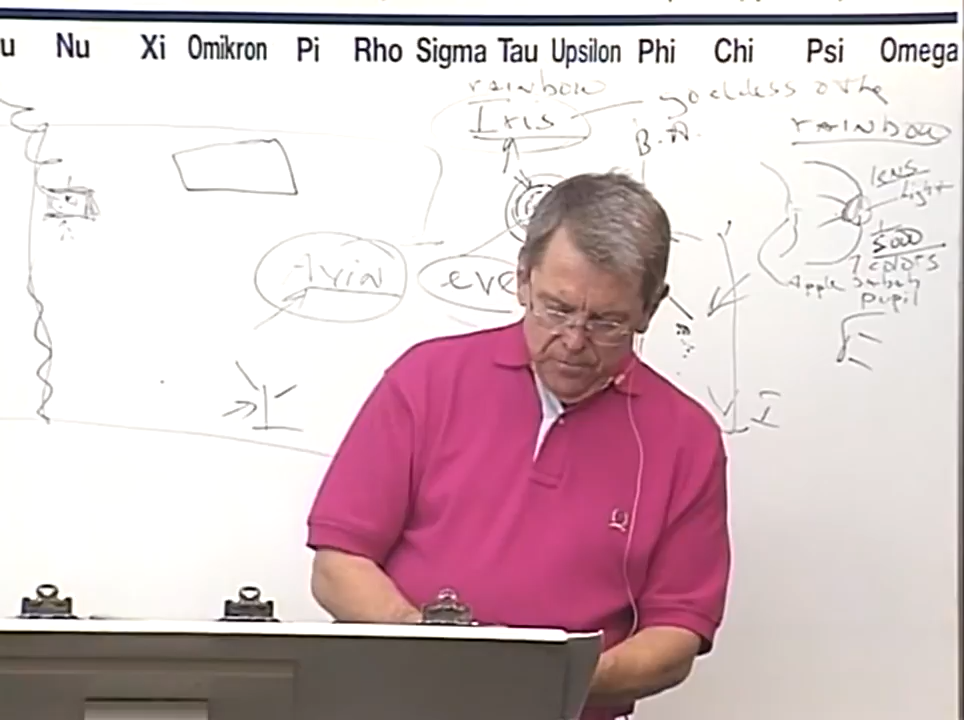 u Nu Xi Omikron Pi Rho Sigma Tau Upsilon Phi Chi Psi Omega
rainbow
goddess of the
Iris
rainbow
B.A.
lens
light
5000
7 colors
eye
Apple
pupil